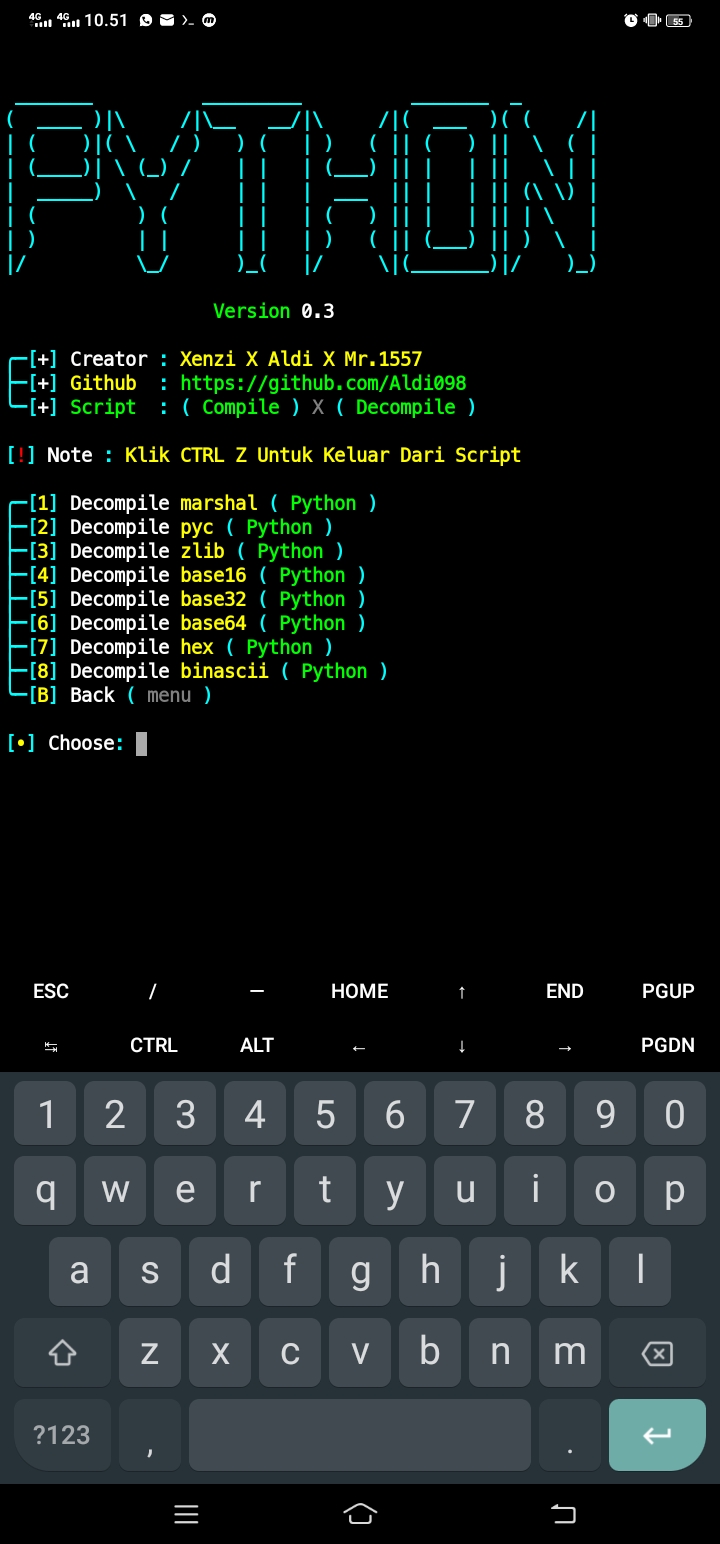 4G 4G 10.51 55
PYTHON
Version 0.3
[+] Creator : Xenzi X Aldi X Mr.1557
[+] Github : https://github.com/Aldi098
[+] Script : ( Compile ) X ( Decompile )
[!] Note : Klik CTRL Z Untuk Keluar Dari Script
[1] Decompile marshal ( Python )
[2] Decompile pyc ( Python )
[3] Decompile zlib ( Python )
[4] Decompile base16 ( Python )
[5] Decompile base32 ( Python )
[6] Decompile base64 ( Python )
[7] Decompile hex ( Python )
[8] Decompile binascii ( Python )
[B] Back ( menu )
[•] Choose:
ESC / — HOME ↑ END PGUP
↹ CTRL ALT ← ↓ → PGDN
1 2 3 4 5 6 7 8 9 0
q w e r t y u i o p
a s d f g h j k l
z x c v b n m
?123 , .